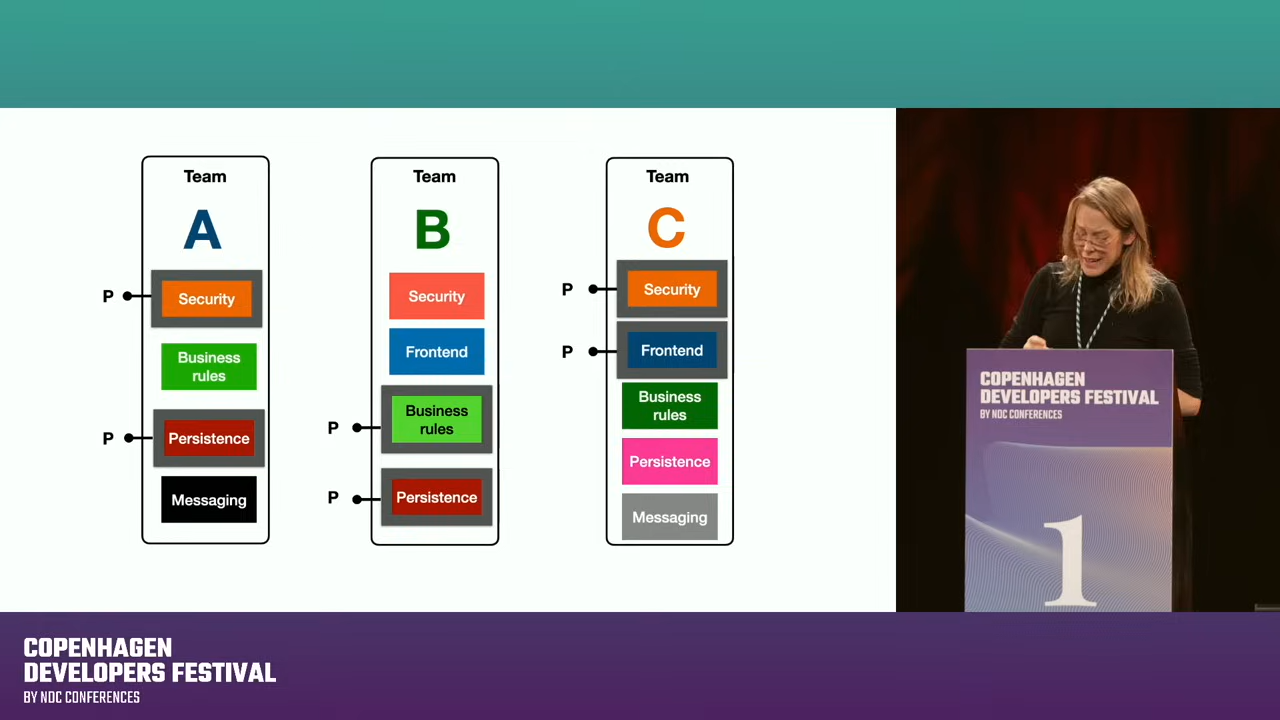 Team
A
P
Security
Business
rules
P
Persistence
Messaging
Team
B
Security
Frontend
P
Business
rules
P
Persistence
Team
C
P
Security
P
Frontend
Business
rules
Persistence
Messaging
COPENHAGEN
DEVELOPERS FESTIVAL
BY NDC CONFERENCES
1
COPENHAGEN
DEVELOPERS FESTIVAL
BY NDC CONFERENCES